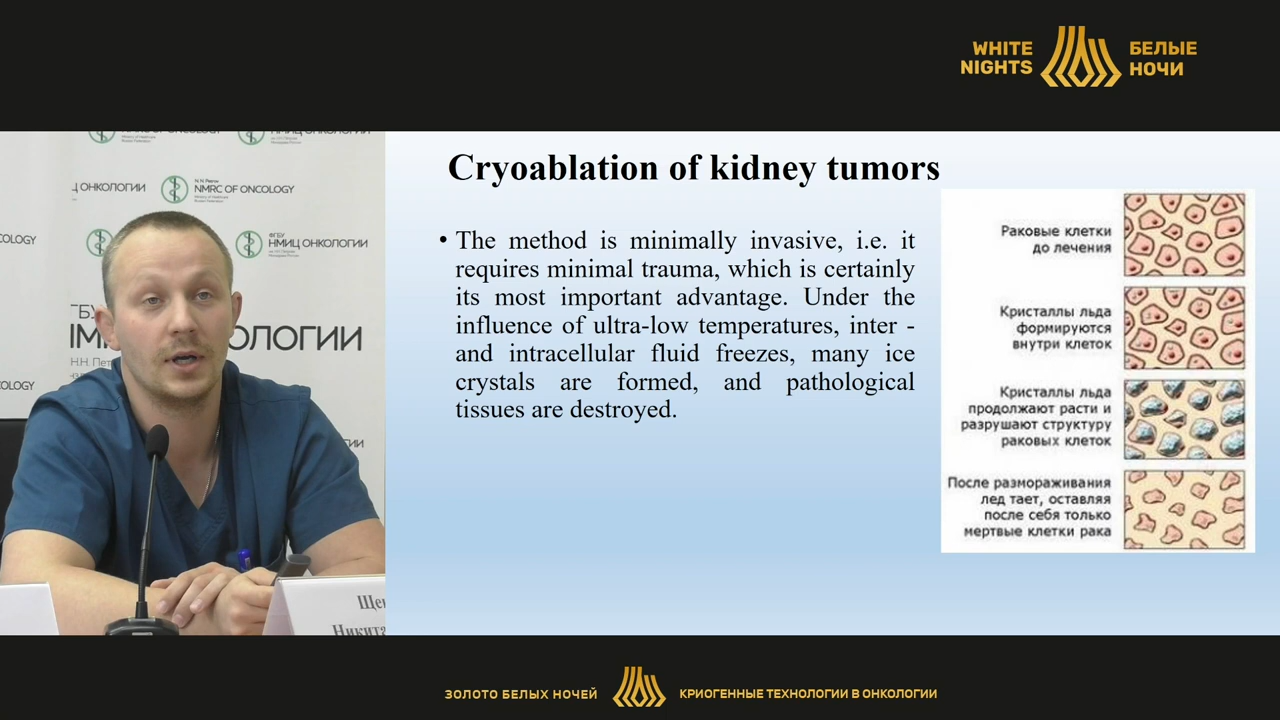 WHITE
NIGHTS
БЕЛЫЕ
НОЧИ
НМИЦ ОНКОЛОГИИ
ОНКОЛОГИИ
N.N. Petrov
NMRC OF ONCOLOGY
ФГБУ
НМИЦ ОНКОЛОГИИ
Cryoablation of kidney tumors
• The method is minimally invasive, i.e. it
requires minimal trauma, which is certainly
its most important advantage. Under the
influence of ultra-low temperatures, inter -
and intracellular fluid freezes, many ice
crystals are formed, and pathological
tissues are destroyed.
Раковые клетки
до лечения
Кристаллы льда
формируются
внутри клеток
Кристаллы льда
продолжают расти и
разрушают структуру
раковых клеток
После размораживания
лед тает, оставляя
после себя только
мертвые клетки рака
ЗОЛОТО БЕЛЫХ НОЧЕЙ
КРИОГЕННЫЕ ТЕХНОЛОГИИ В ОНКОЛОГИИ